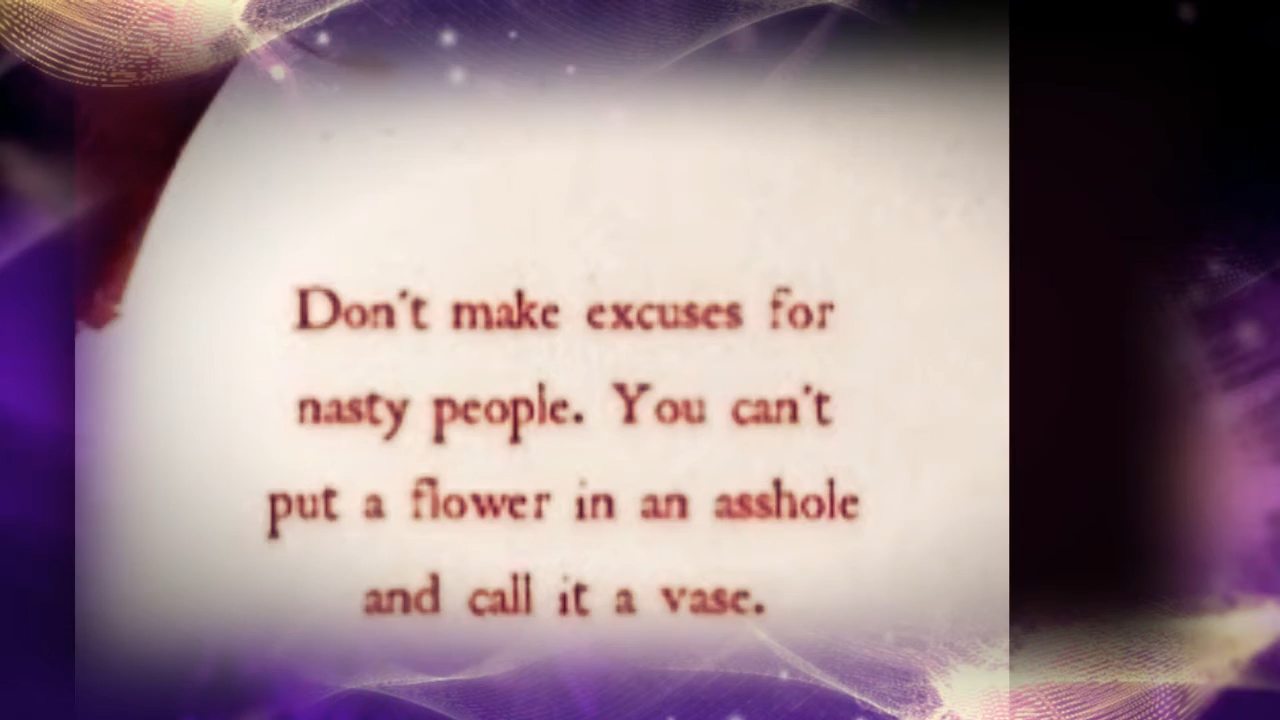 Don't make excuses for
nasty people. You can't
put a flower in an asshole
and call it a vase.